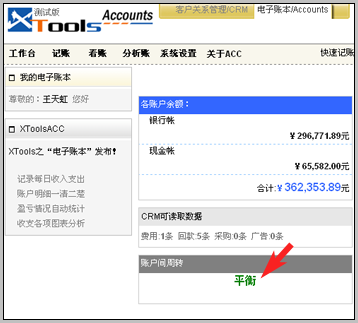 测试版
XTools Accounts
客户关系管理/CRM 电子账本/Accounts
工作台 记账 看账 分析账 系统设置 关于ACC 快速记账
我的电子账本
尊敬的：王天虹 您好
XToolsACC
XTools之“电子账本”发布!
记录每日收入支出
账户明细一清二楚
盈亏情况自动统计
收支各项图表分析
各账户余额：
银行帐
¥ 296,771.89元
现金帐
¥ 65,582.00元
合计:¥ 362,353.89元
CRM可读取数据
费用:1条 回款:5条 采购:0条 广告:0条
账户间周转
平衡